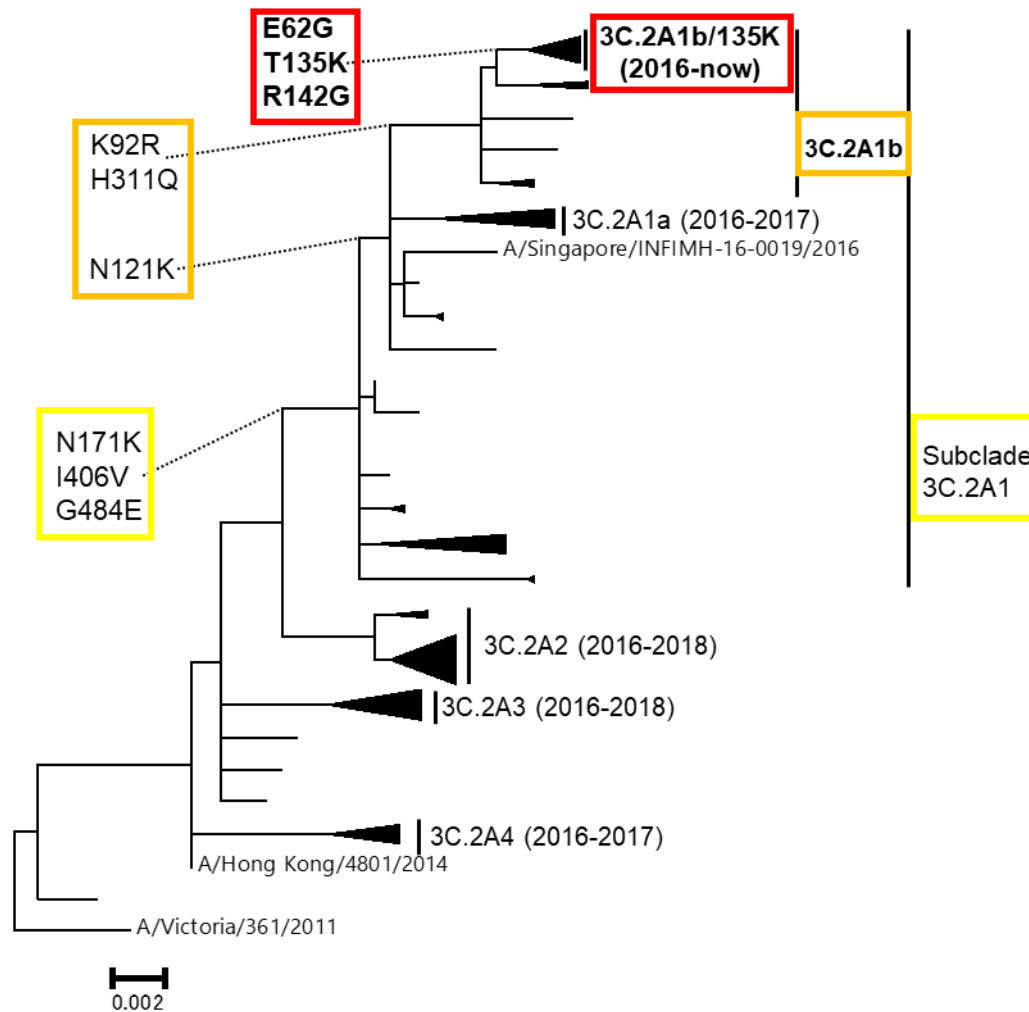 E62G
T135K
R142G
3C.2A1b/135K
(2016-now)
K92R
H311Q
N121K
3C.2A1b
3C.2A1a (2016-2017)
A/Singapore/INFIMH-16-0019/2016
N171K
I406V
G484E
Subclade
3C.2A1
3C.2A2 (2016-2018)
3C.2A3 (2016-2018)
3C.2A4 (2016-2017)
A/Hong Kong/4801/2014
A/Victoria/361/2011
0.002